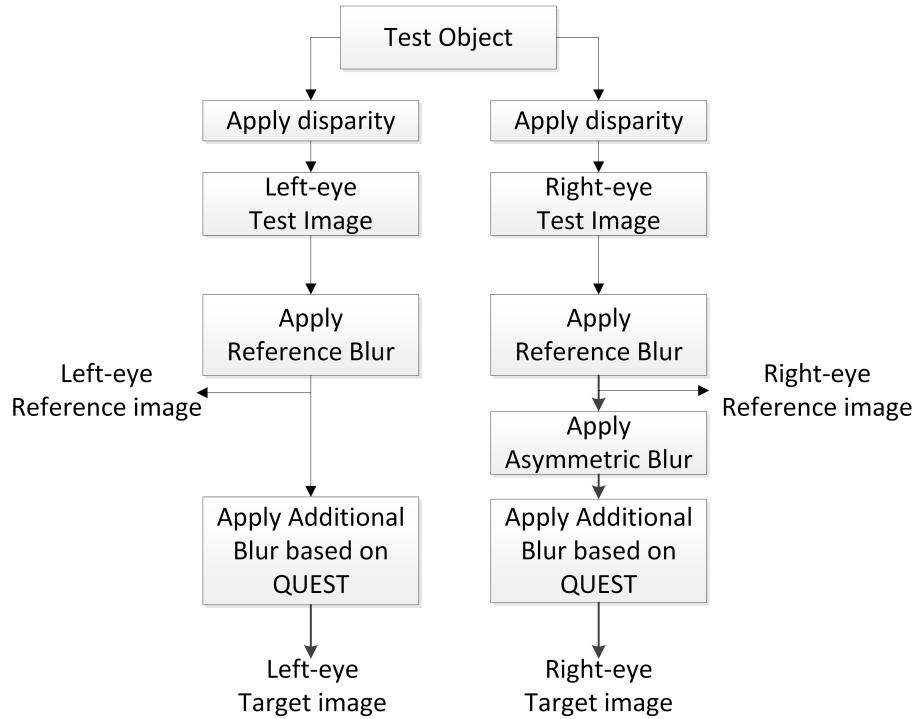 Test Object
Apply disparity
Apply disparity
Left-eye
Test Image
Right-eye
Test Image
Apply
Reference Blur
Apply
Reference Blur
Left-eye
Reference image
Right-eye
Reference image
Apply
Asymmetric Blur
Apply Additional
Blur based on
QUEST
Apply Additional
Blur based on
QUEST
Left-eye
Target image
Right-eye
Target image